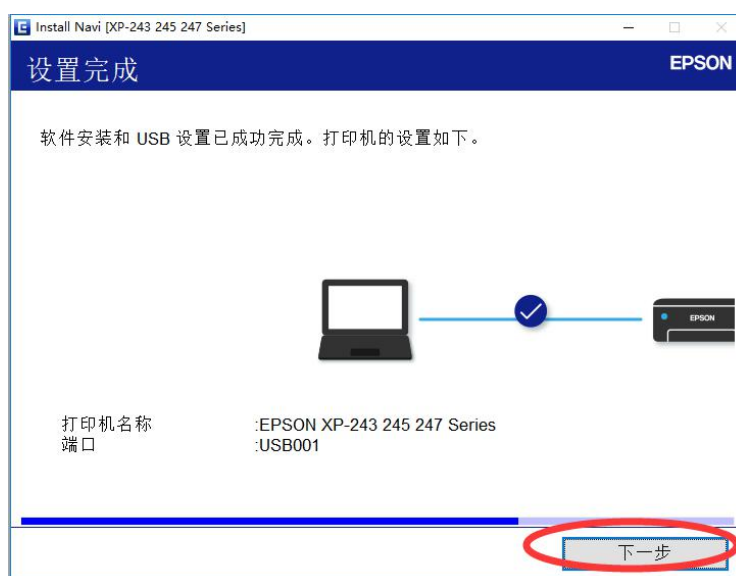 Install Navi [XP-243 245 247 Series]
设置完成
EPSON
软件安装和 USB 设置已成功完成。打印机的设置如下。
EPSON
打印机名称 :EPSON XP-243 245 247 Series
端口 :USB001
下一步